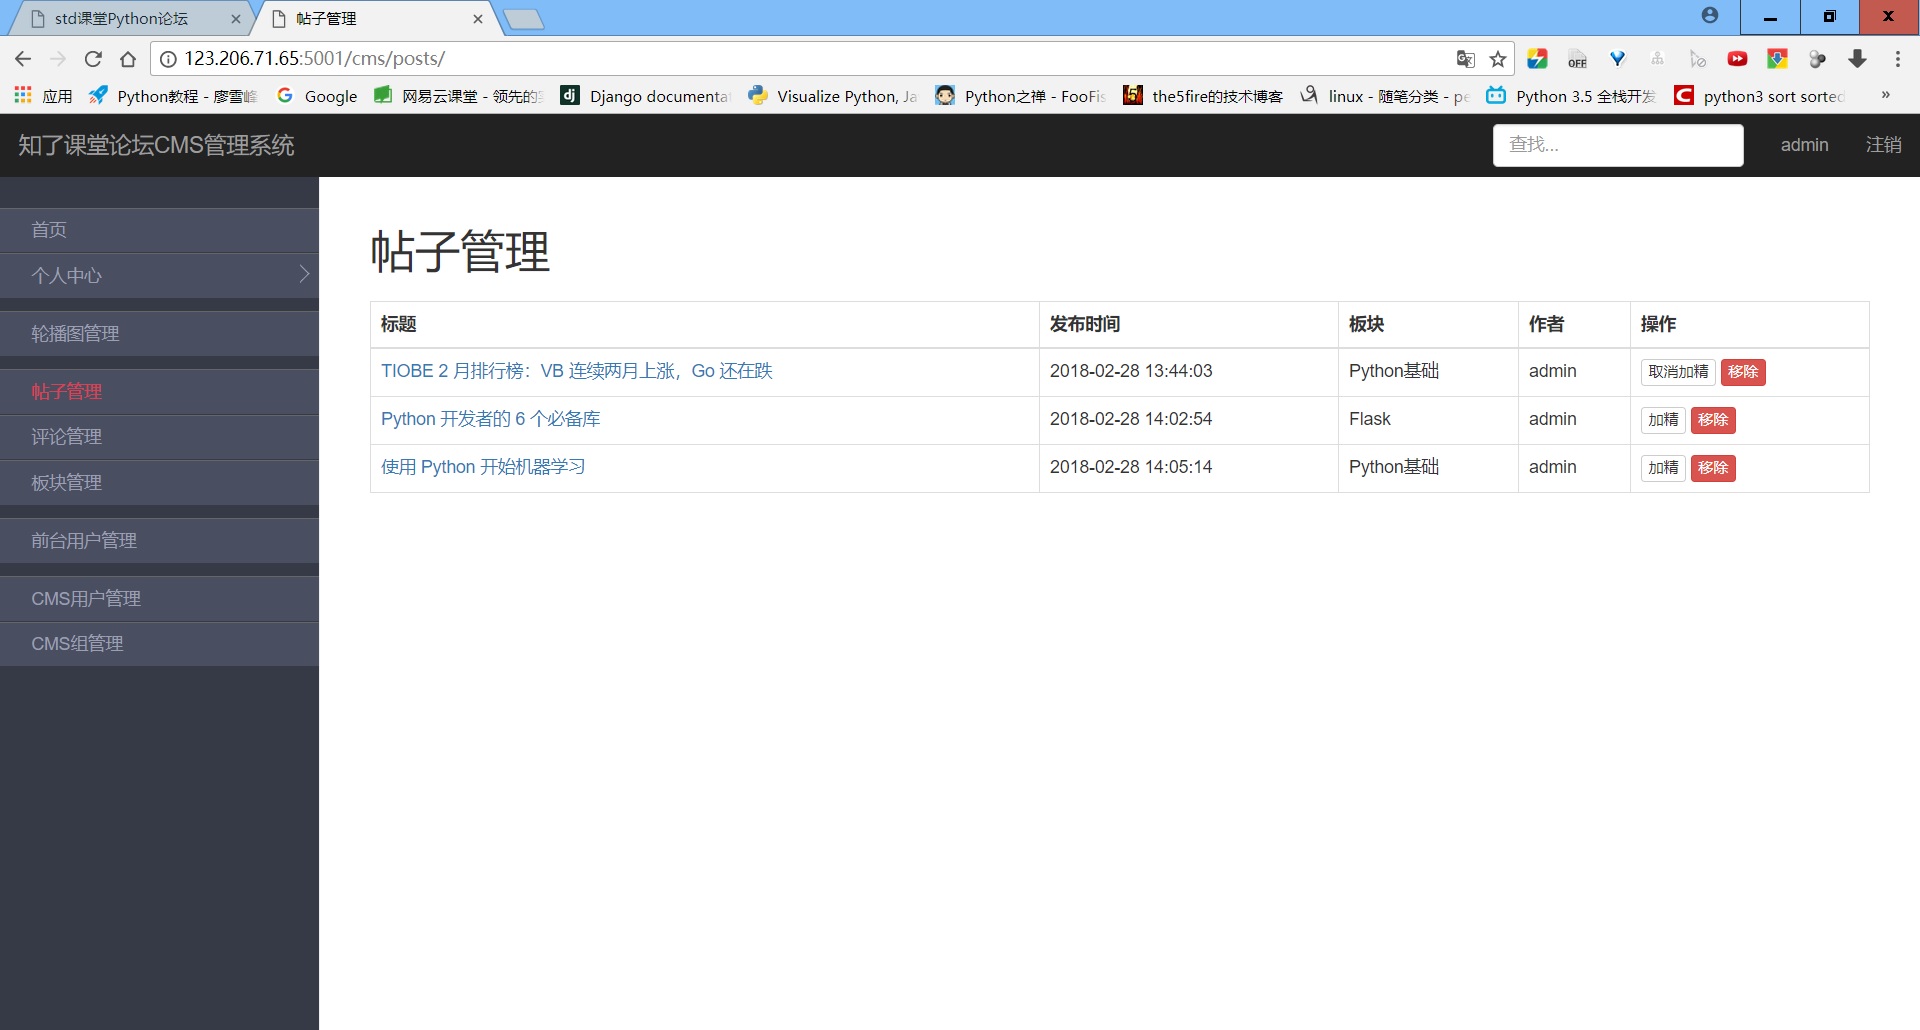 std课堂Python论坛
帖子管理
123.206.71.65:5001/cms/posts/
OFF
应用
Python教程 - 廖雪峰
Google
网易云课堂 - 领先的
dj
Django documenta
Visualize Python, Ja
Python之禅 - FooFis
the5fire的技术博客
linux - 随笔分类 - pe
Python 3.5 全栈开发
python3 sort sorted
»
知了课堂论坛CMS管理系统
查找...
admin
注销
首页
个人中心
轮播图管理
帖子管理
评论管理
板块管理
前台用户管理
CMS用户管理
CMS组管理
帖子管理
标题 发布时间 板块 作者 操作
TIOBE 2 月排行榜：VB 连续两月上涨，Go 还在跌 2018-02-28 13:44:03 Python基础 admin 取消加精 移除
Python 开发者的 6 个必备库 2018-02-28 14:02:54 Flask admin 加精 移除
使用 Python 开始机器学习 2018-02-28 14:05:14 Python基础 admin 加精 移除